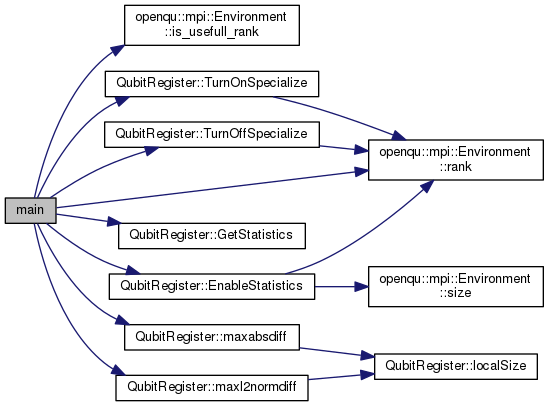 openqu::mpi::Environment
::is_usefull_rank
QubitRegister::TurnOnSpecialize
QubitRegister::TurnOffSpecialize
openqu::mpi::Environment
::rank
main
QubitRegister::GetStatistics
QubitRegister::EnableStatistics
openqu::mpi::Environment
::size
QubitRegister::maxabsdiff
QubitRegister::localSize
QubitRegister::maxl2normdiff